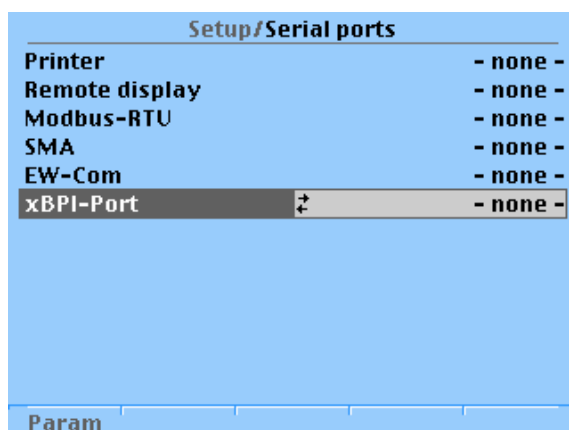 Setup/Serial ports
Printer - none -
Remote display - none -
Modbus-RTU - none -
SMA - none -
EW-Com - none -
xBPI-Port - none -
Param